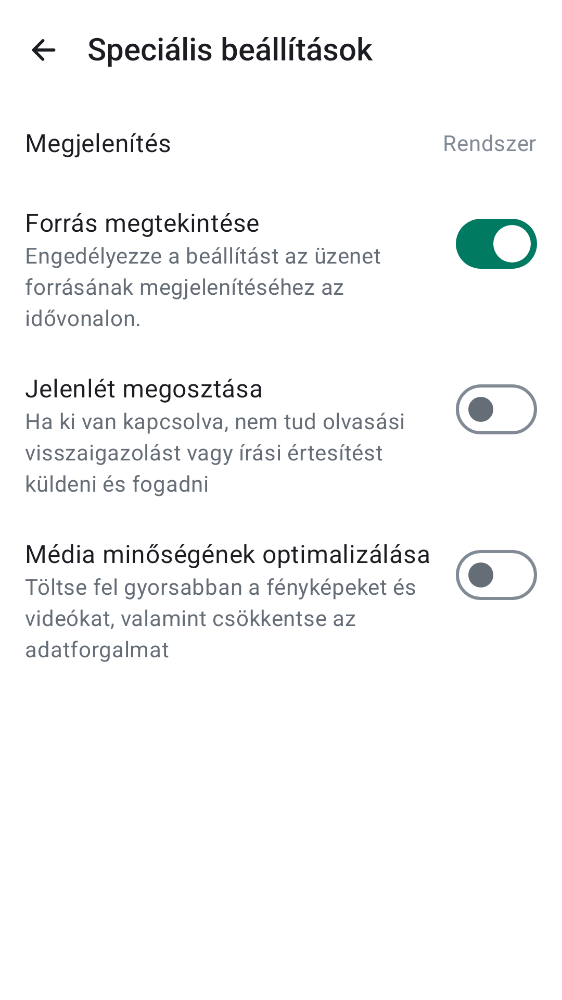 Speciális beállítások
Megjelenítés
Rendszer
Forrás megtekintése
Engedélyezze a beállítást az üzenet
forrásának megjelenítéséhez az
idővonalon.
Jelenlét megosztása
Ha ki van kapcsolva, nem tud olvasási
visszaigazolást vagy írási értesítést
küldeni és fogadni
Média minőségének optimalizálása
Töltse fel gyorsabban a fényképeket és
videókat, valamint csökkentse az
adatforgalmat